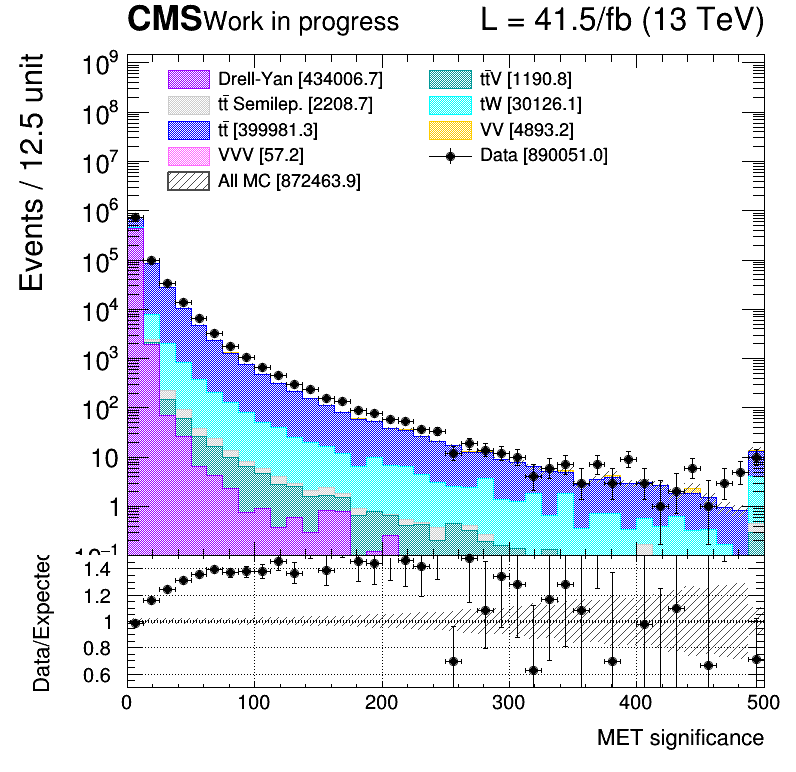 CMS Work in progress L = 41.5/fb (13 TeV)
Events / 12.5 unit
10⁹
10⁸
10⁷
10⁶
10⁵
10⁴
10³
10²
10
1
10⁻¹
Drell-Yan [434006.7]
tt̄ Semilep. [2208.7]
tt̄ [399981.3]
VVV [57.2]
All MC [872463.9]
tt̄V [1190.8]
tW [30126.1]
VV [4893.2]
Data [890051.0]
Data/Expected
1.4
1.2
1
0.8
0.6
0 100 200 300 400 500
MET significance